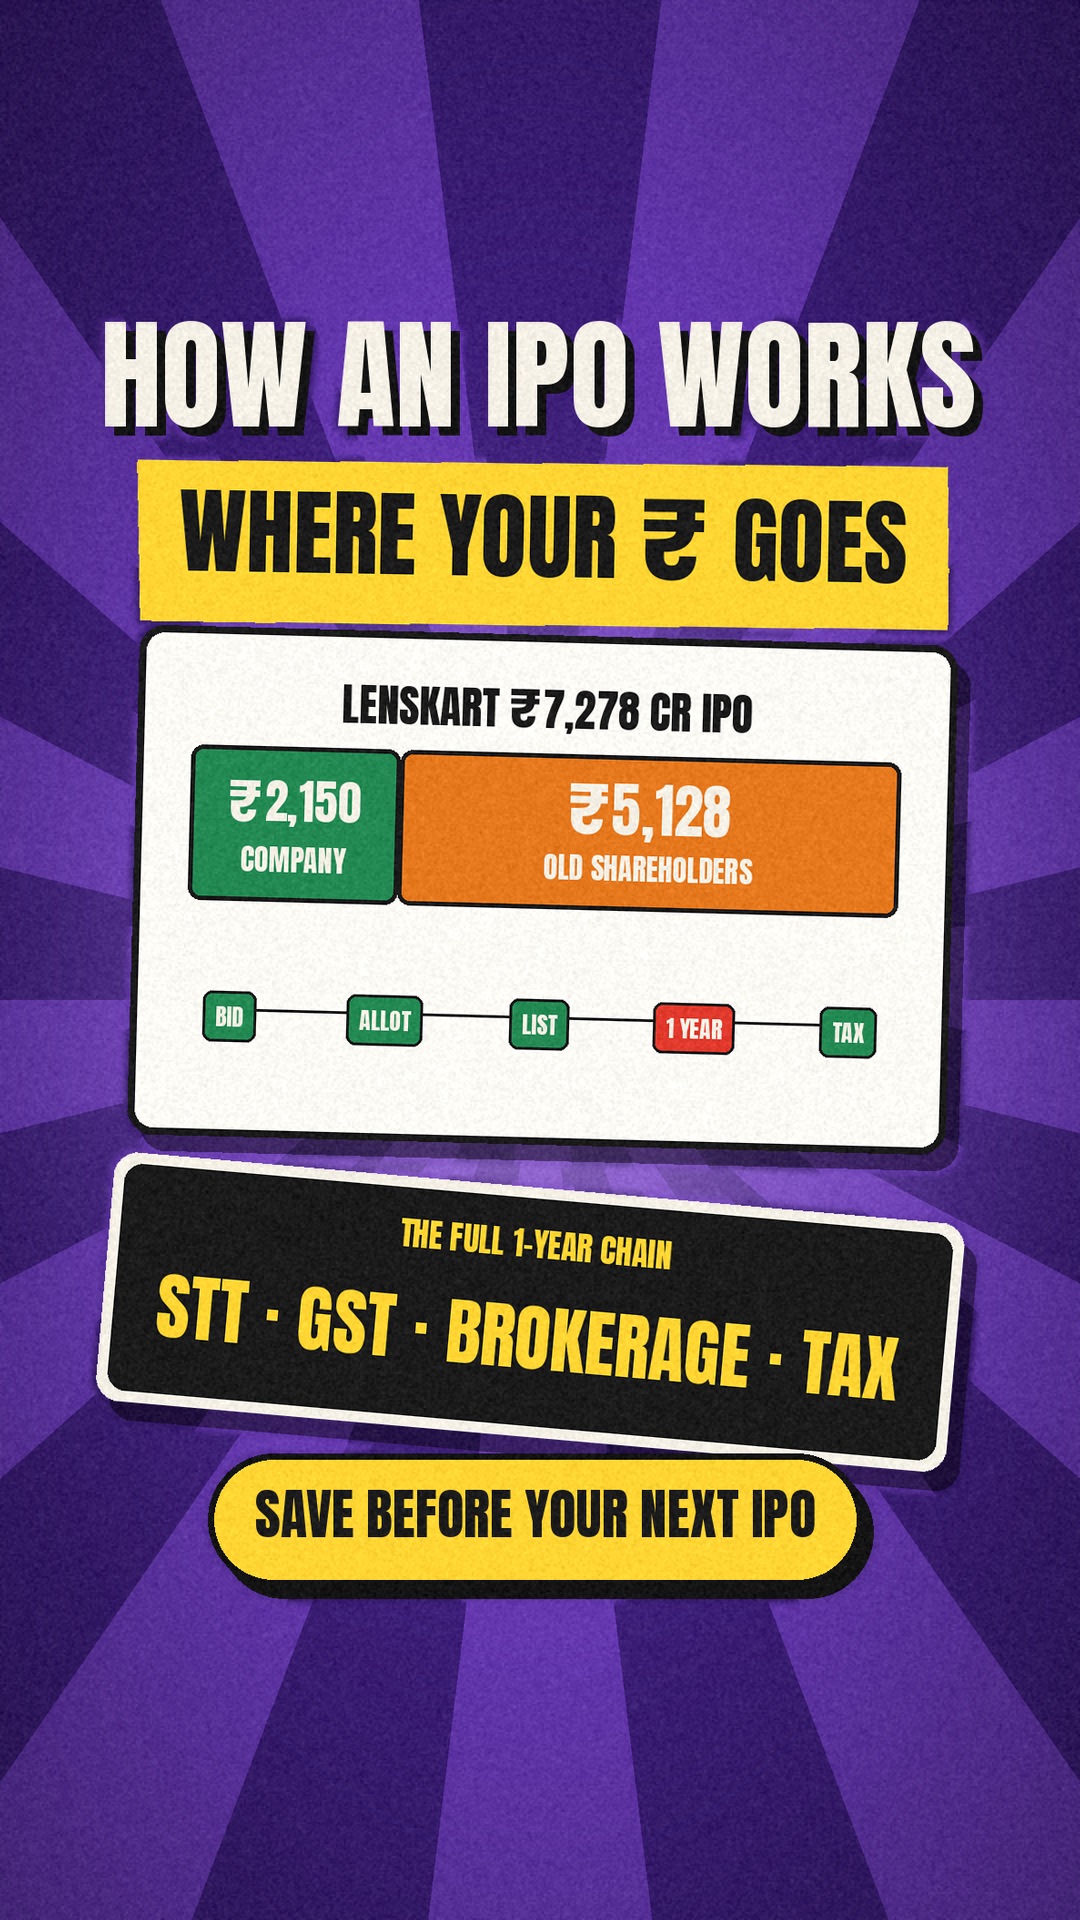 HOW AN IPO WORKS
WHERE YOUR ₹ GOES
LENSKART ₹7,278 CR IPO
₹2,150
COMPANY
₹5,128
OLD SHAREHOLDERS
BID
ALLOT
LIST
1 YEAR
TAX
THE FULL 1-YEAR CHAIN
STT · GST · BROKERAGE · TAX
SAVE BEFORE YOUR NEXT IPO